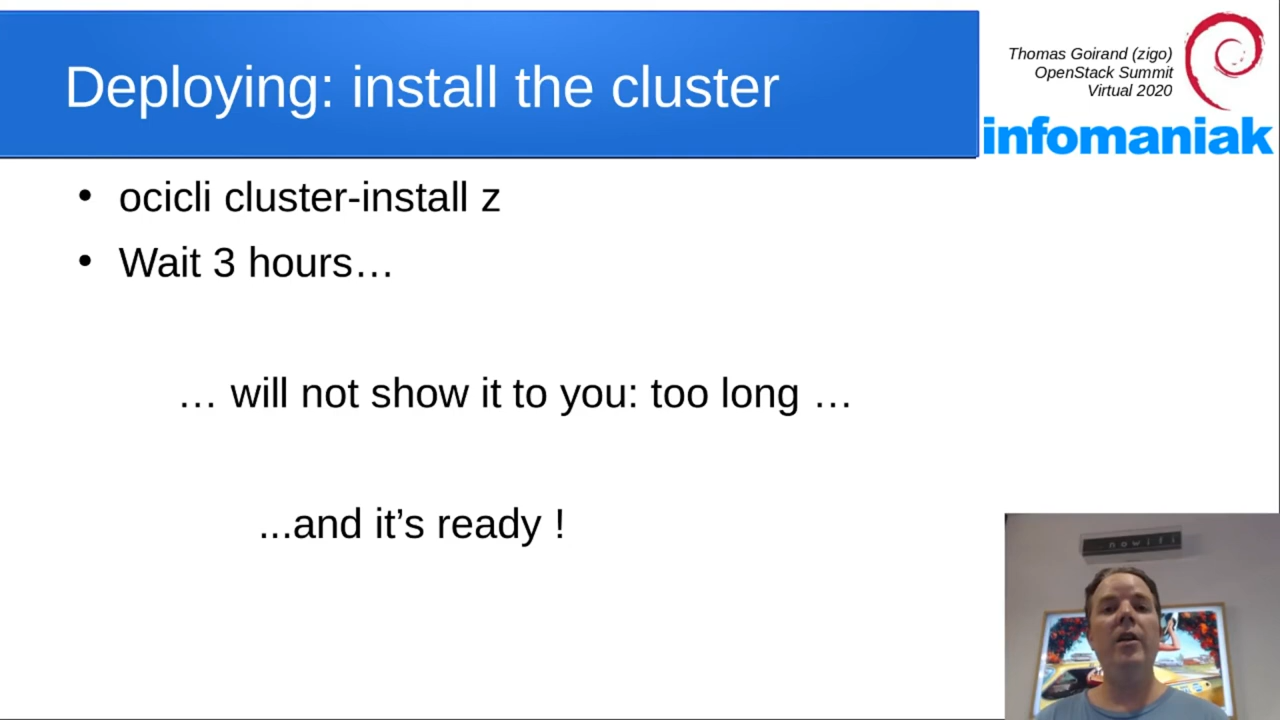 Deploying: install the cluster
Thomas Goirand (zigo)
OpenStack Summit
Virtual 2020
infomaniak
• ocicli cluster-install z
• Wait 3 hours…
… will not show it to you: too long …
...and it’s ready !
nowifi